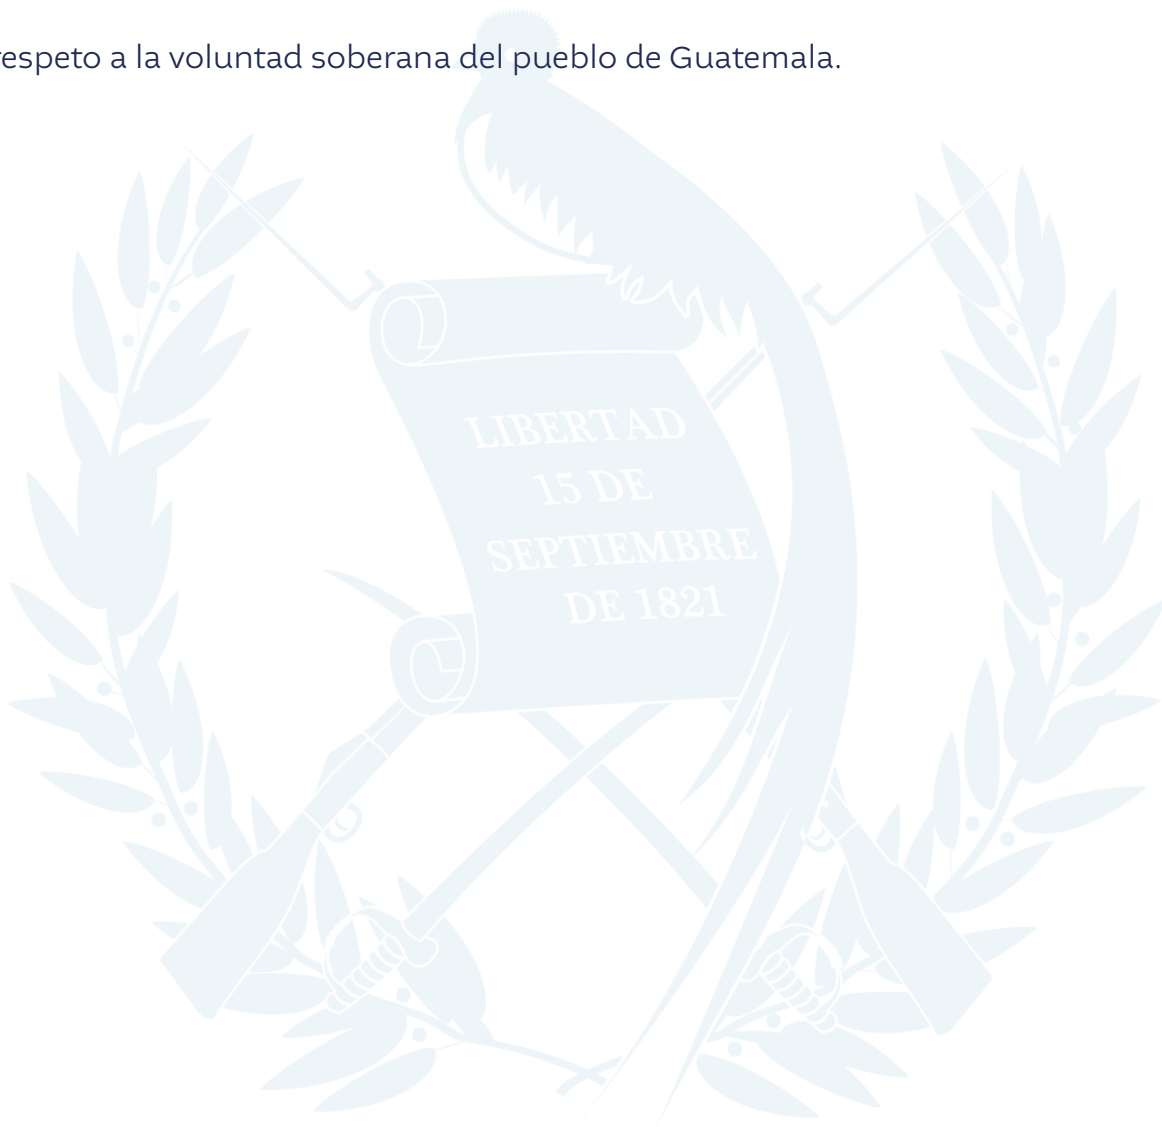 respeto a la voluntad soberana del pueblo de Guatemala.
LIBERTAD
15 DE
SEPTIEMBRE
DE 1821